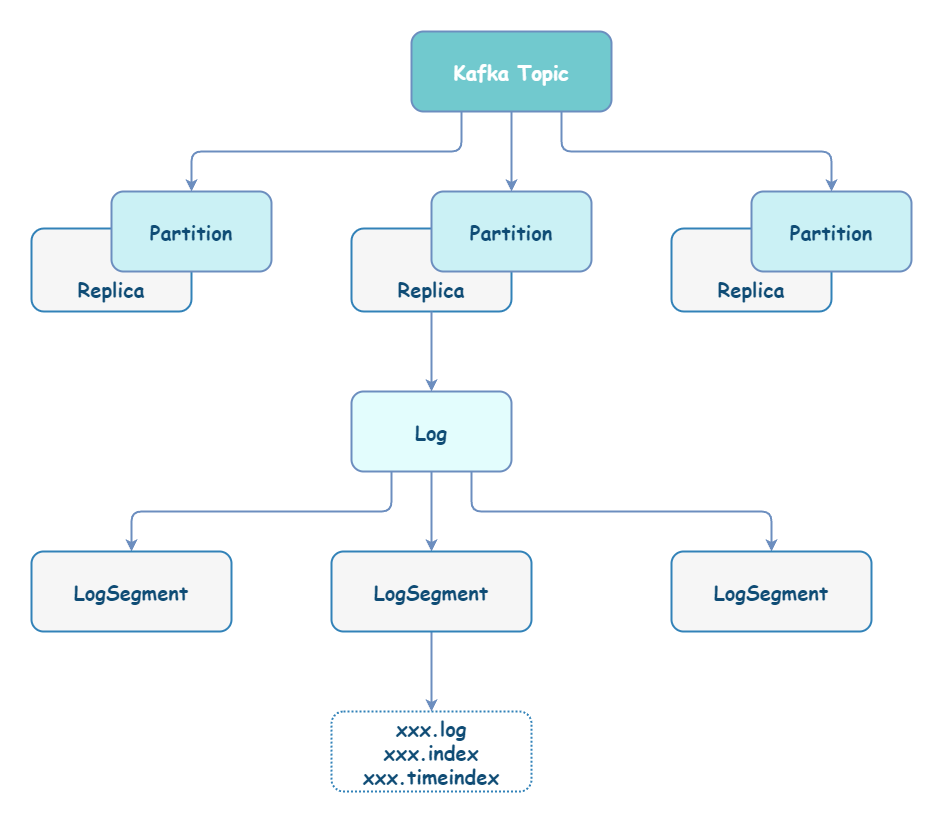 Kafka Topic
Partition
Partition
Partition
Replica
Replica
Replica
Log
LogSegment
LogSegment
LogSegment
xxx.log
xxx.index
xxx.timeindex